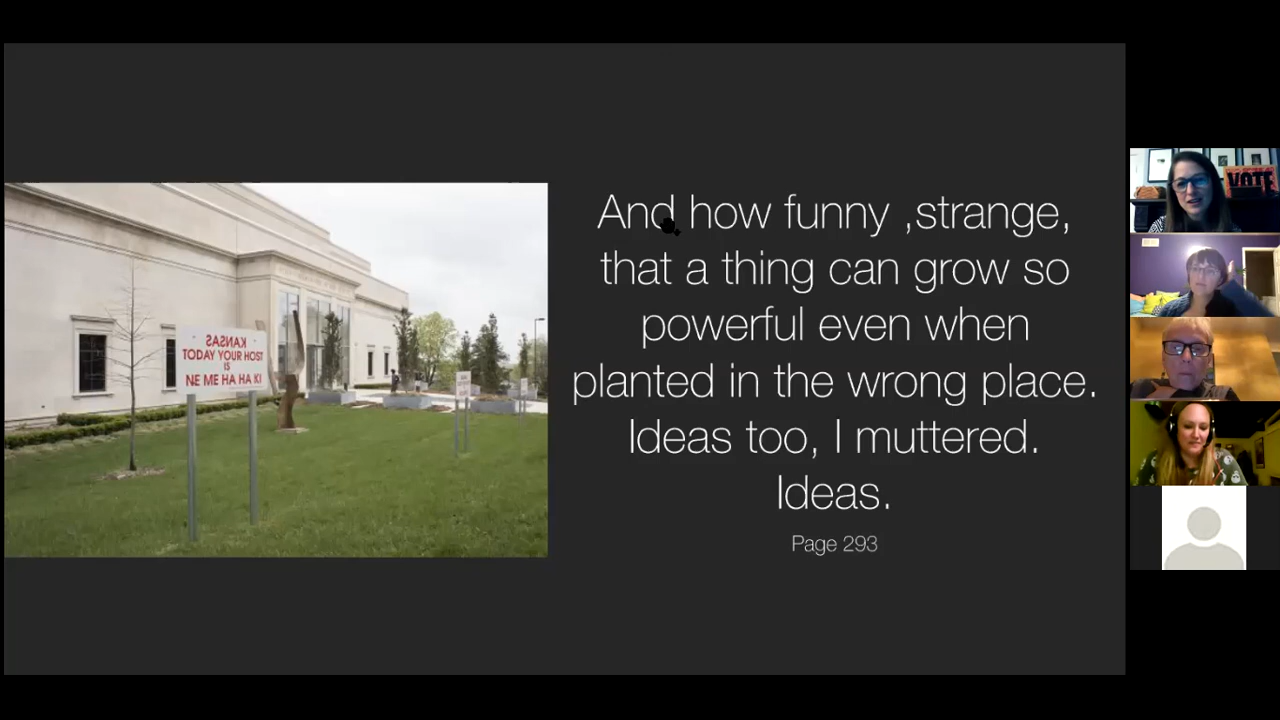 KANSAS
TODAY YOUR HOST
IS
NE ME HA HA KI
And how funny ,strange,
that a thing can grow so
powerful even when
planted in the wrong place.
Ideas too, I muttered.
Ideas.
Page 293
VOTE